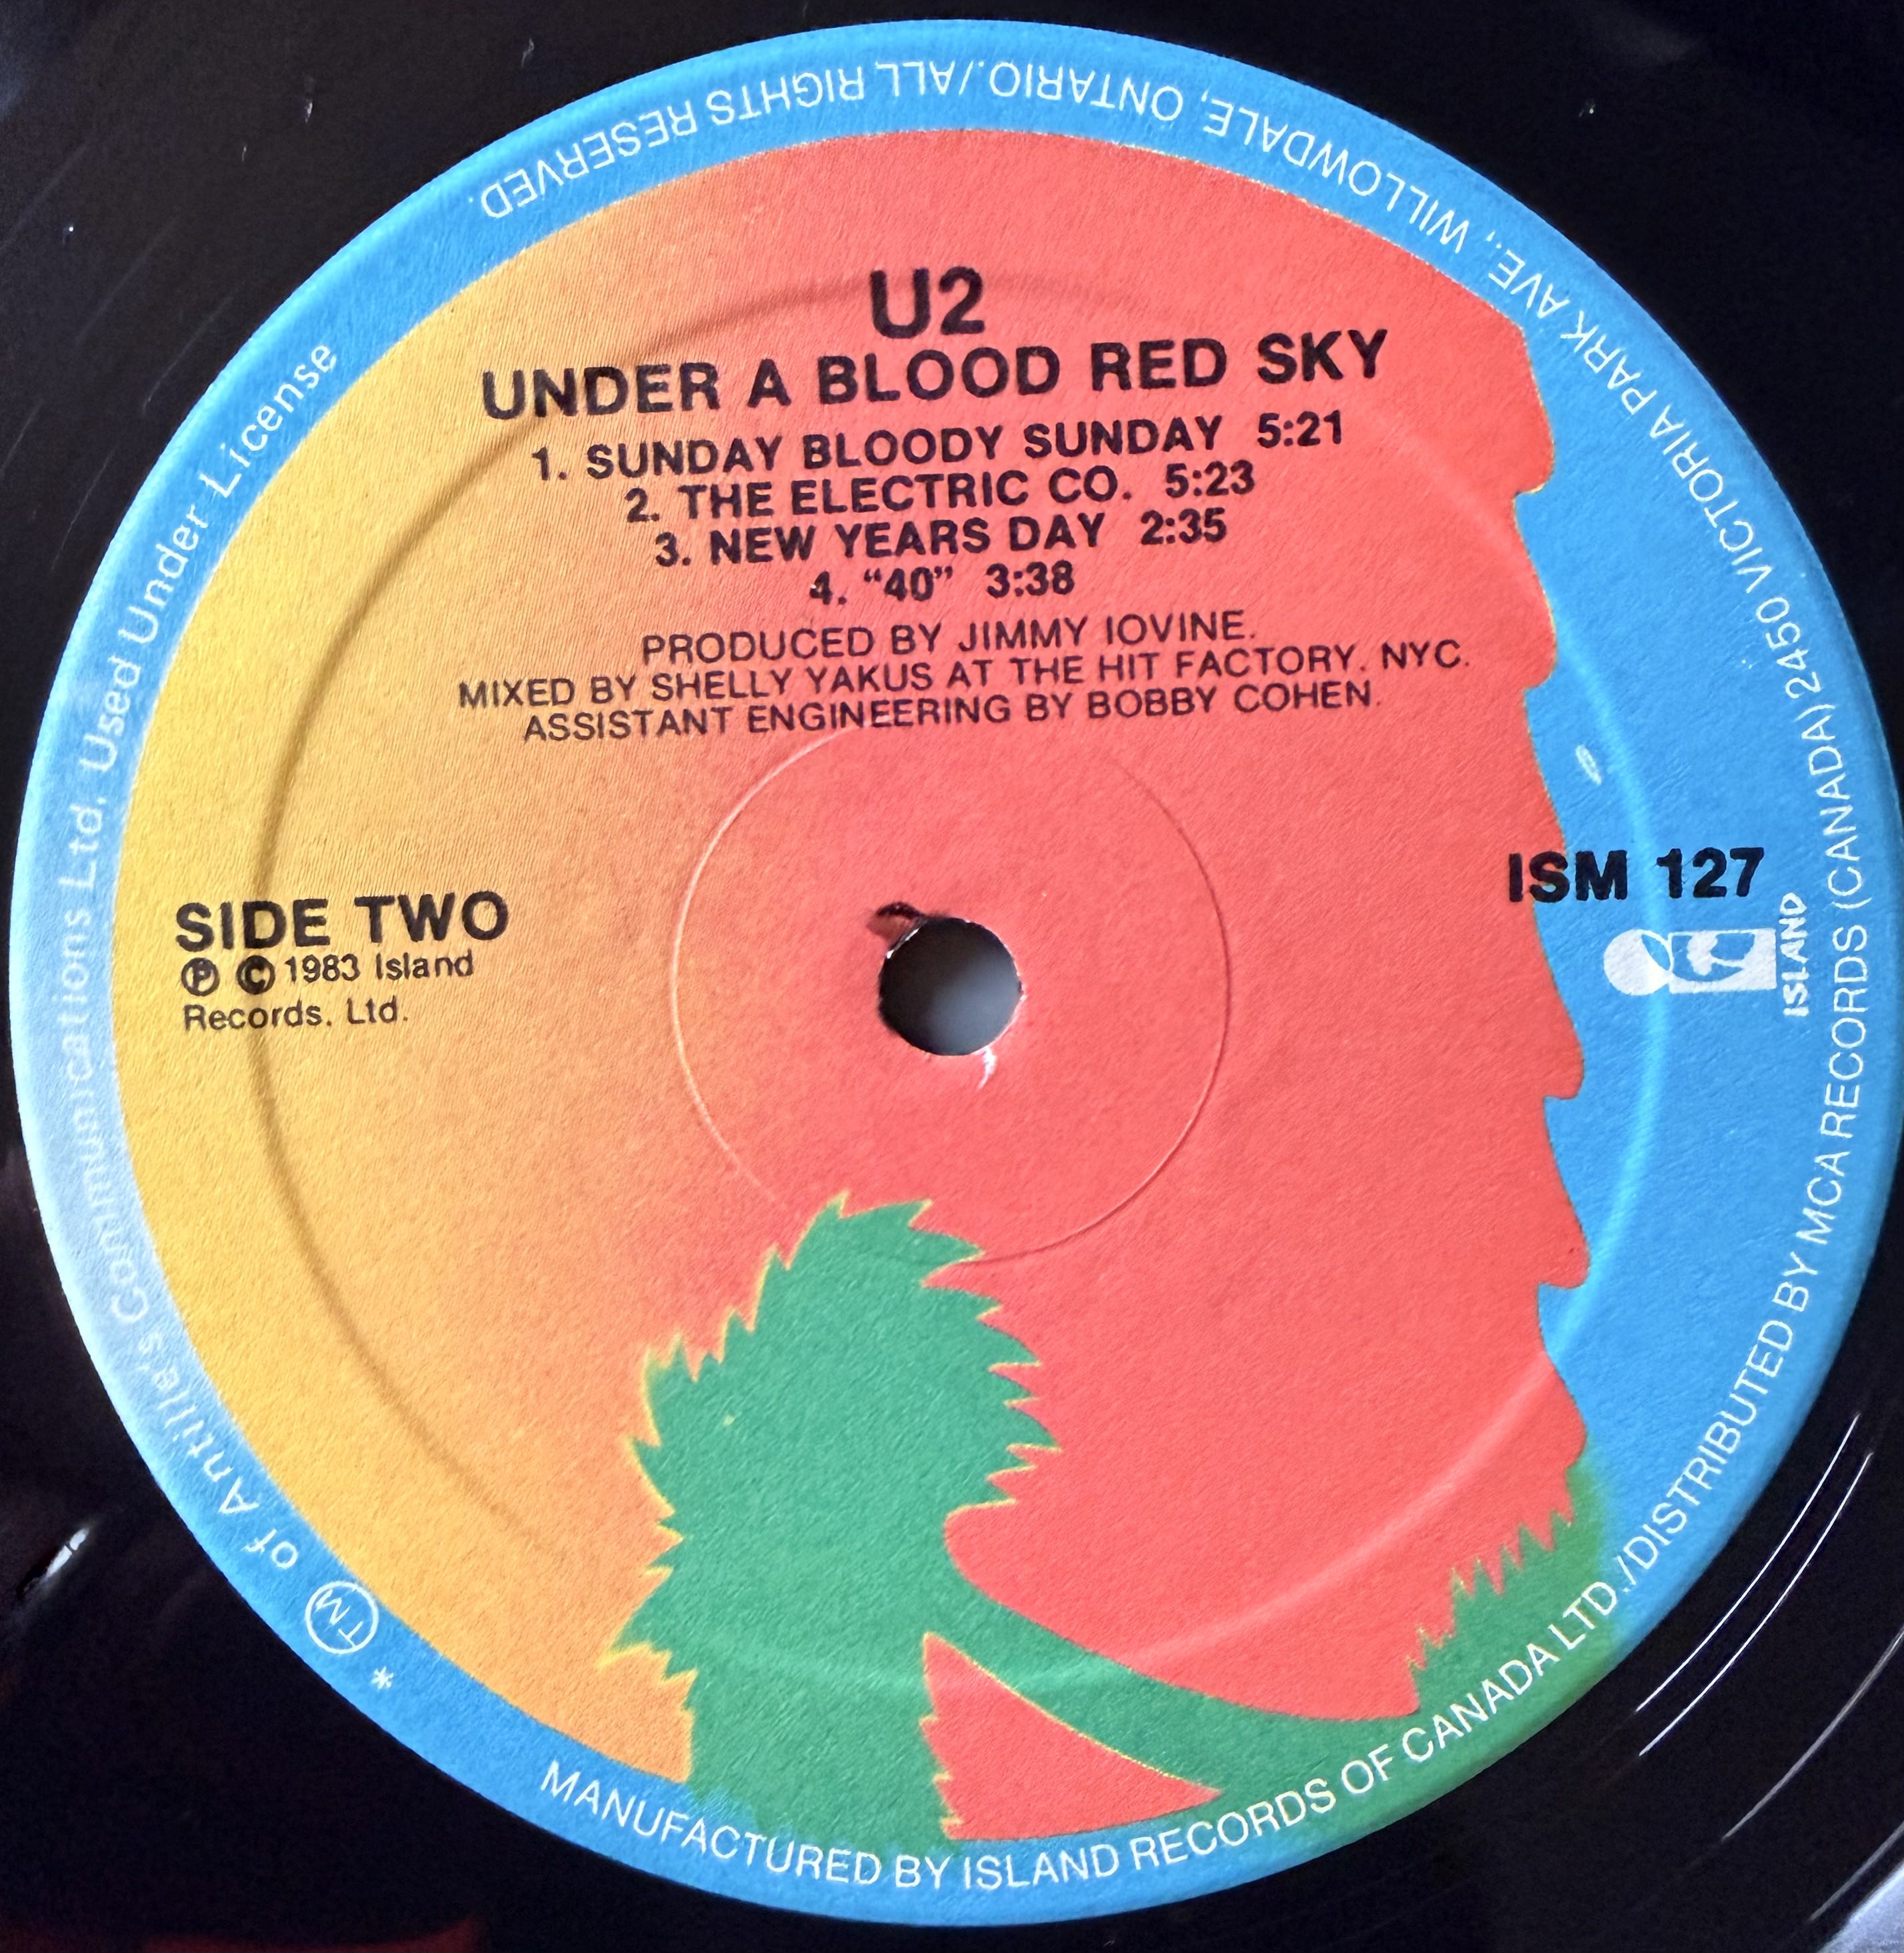 U2
UNDER A BLOOD RED SKY
1. SUNDAY BLOODY SUNDAY 5:21
2. THE ELECTRIC CO. 5:23
3. NEW YEARS DAY 2:35
4. “40” 3:38
PRODUCED BY JIMMY IOVINE.
MIXED BY SHELLY YAKUS AT THE HIT FACTORY. NYC.
ASSISTANT ENGINEERING BY BOBBY COHEN.
SIDE TWO
Ⓟ © 1983 Island
Records. Ltd.
ISM 127
ISLAND
MANUFACTURED BY ISLAND RECORDS OF CANADA LTD./DISTRIBUTED BY MCA RECORDS (CANADA) 2450 VICTORIA PARK AVE., WILLOWDALE, ONTARIO./ALL RIGHTS RESERVED.
* TM of Antille's Communications Ltd. Used Under License